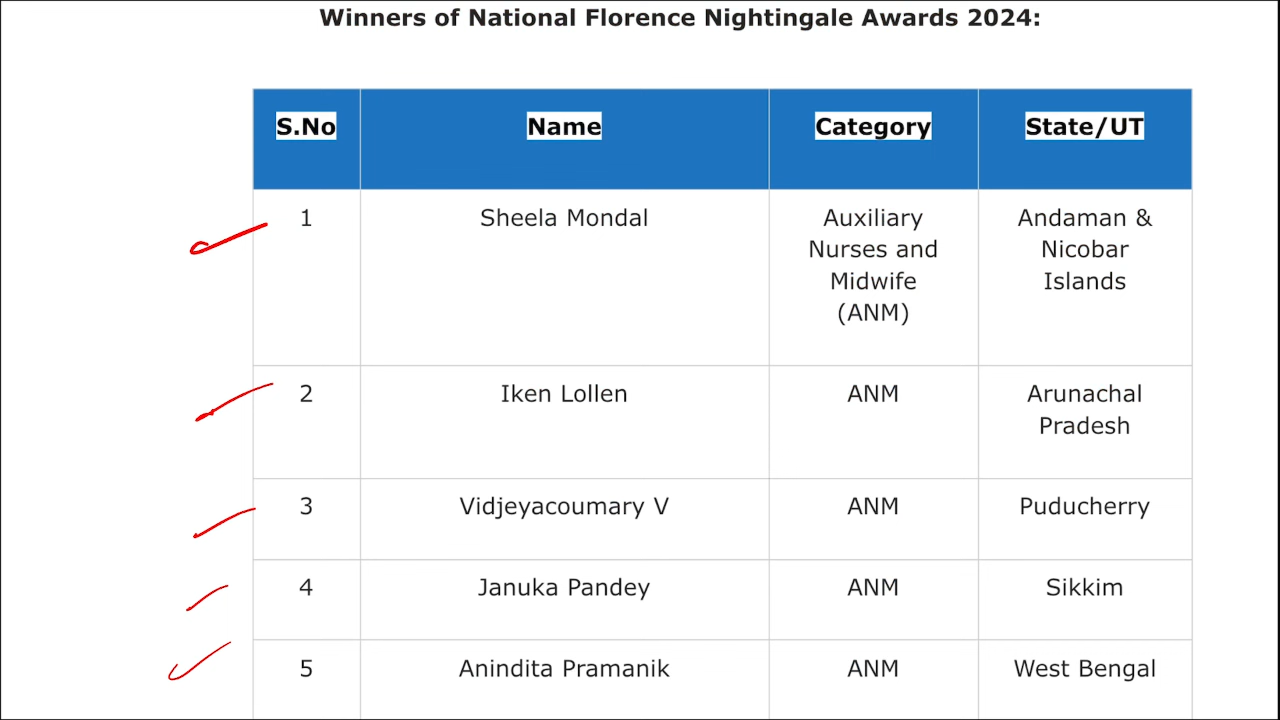 Winners of National Florence Nightingale Awards 2024:
S.No Name Category State/UT
1 Sheela Mondal Auxiliary Andaman &
Nurses and Nicobar
Midwife Islands
(ANM)
2 Iken Lollen ANM Arunachal
Pradesh
3 Vidjeyacoumary V ANM Puducherry
4 Januka Pandey ANM Sikkim
5 Anindita Pramanik ANM West Bengal